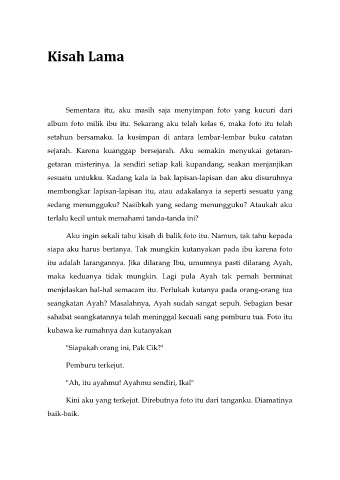 Kisah Lama
Sementara itu, aku masih saja menyimpan foto yang kucuri dari
album foto milik ibu itu. Sekarang aku telah kelas 6, maka foto itu telah
setahun bersamaku. Ia kusimpan di antara lembar-lembar buku catatan
sejarah. Karena kuanggap bersejarah. Aku semakin menyukai getaran-
getaran misterinya. Ia sendiri setiap kali kupandang, seakan menjanjikan
sesuatu untukku. Kadang kala ia bak lapisan-lapisan dan aku disuruhnya
membongkar lapisan-lapisan itu, atau adakalanya ia seperti sesuatu yang
sedang menungguku? Nasibkah yang sedang menungguku? Ataukah aku
terlalu kecil untuk memahami tanda-tanda ini?
Aku ingin sekali tahu kisah di balik foto itu. Namun, tak tahu kepada
siapa aku harus bertanya. Tak mungkin kutanyakan pada ibu karena foto
itu adalah larangannya. Jika dilarang Ibu, umumnya pasti dilarang Ayah,
maka keduanya tidak mungkin. Lagi pula Ayah tak pernah berminat
menjelaskan hal-hal semacam itu. Perlukah kutanya pada orang-orang tua
seangkatan Ayah? Masalahnya, Ayah sudah sangat sepuh. Sebagian besar
sahabat seangkatannya telah meninggal kecuali sang pemburu tua. Foto itu
kubawa ke rumahnya dan kutanyakan
"Siapakah orang ini, Pak Cik?"
Pemburu terkejut.
"Ah, itu ayahmu! Ayahmu sendiri, Ikal"
Kini aku yang terkejut. Direbutnya foto itu dari tanganku. Diamatinya
baik-baik.